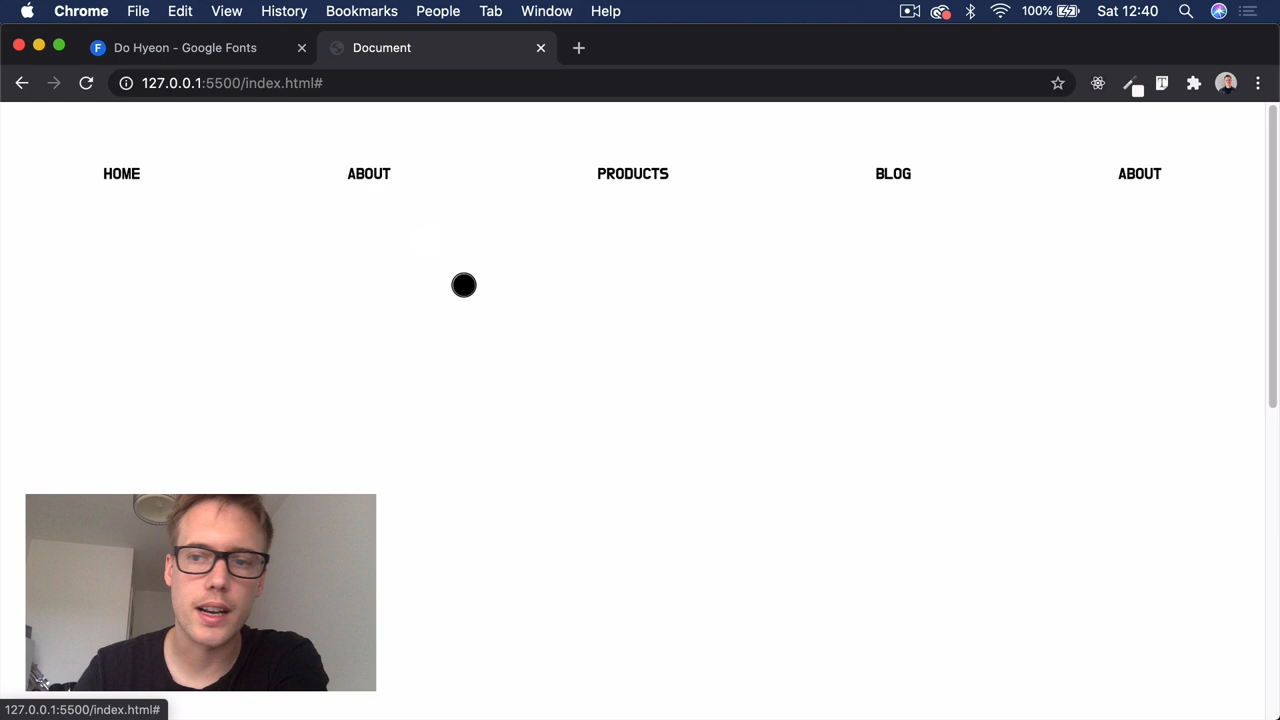 Chrome File Edit View History Bookmarks People Tab Window Help 100% Sat 12:40
F Do Hyeon - Google Fonts Document
127.0.0.1:5500/index.html#
HOME ABOUT PRODUCTS BLOG ABOUT
127.0.0.1:5500/index.html#